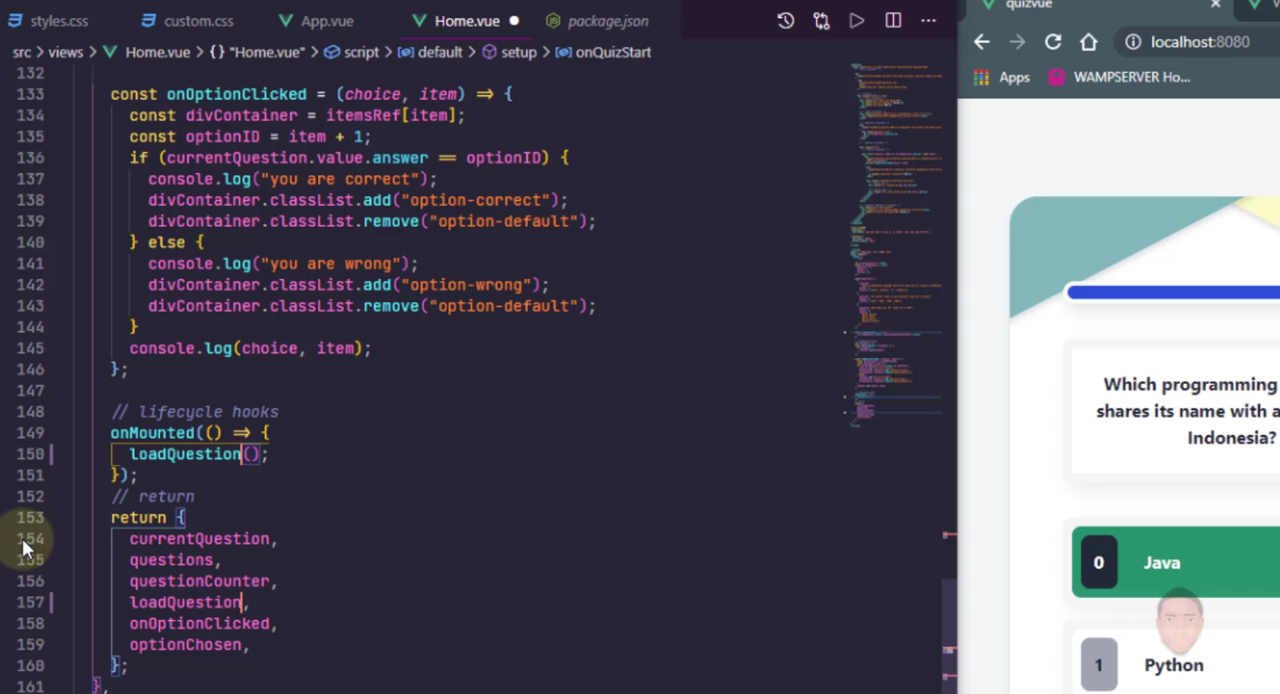 styles.css custom.css App.vue Home.vue package.json
src > views > Home.vue > {} "Home.vue" > script > default > setup > onQuizStart
132
133 const onOptionClicked = (choice, item) => {
134 const divContainer = itemsRef[item];
135 const optionID = item + 1;
136 if (currentQuestion.value.answer == optionID) {
137 console.log("you are correct");
138 divContainer.classList.add("option-correct");
139 divContainer.classList.remove("option-default");
140 } else {
141 console.log("you are wrong");
142 divContainer.classList.add("option-wrong");
143 divContainer.classList.remove("option-default");
144 }
145 console.log(choice, item);
146 };
147
148 // lifecycle hooks
149 onMounted(() => {
150 loadQuestion();
151 });
152 // return
153 return {
154 currentQuestion,
155 questions,
156 questionCounter,
157 loadQuestion,
158 onOptionClicked,
159 optionChosen,
160 };
161 },
quizvue
localhost:8080
Apps WAMPSERVER Ho...
Which programming
shares its name with a
Indonesia?
0 Java
1 Python